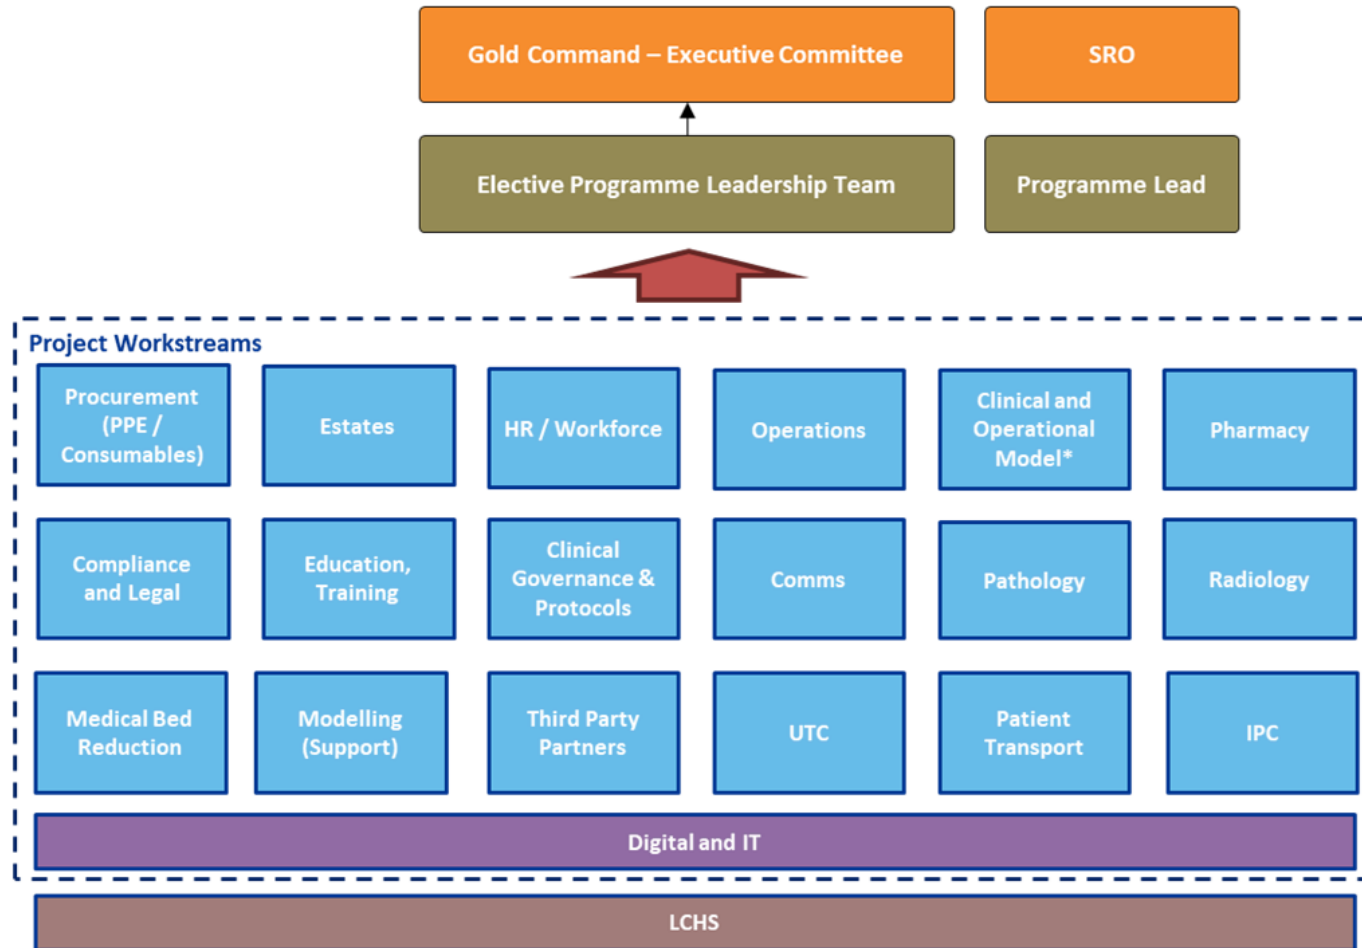 Gold Command – Executive Committee
SRO
Elective Programme Leadership Team
Programme Lead
Project Workstreams
Procurement
(PPE /
Consumables)
Estates
HR / Workforce
Operations
Clinical and
Operational
Model*
Pharmacy
Compliance
and Legal
Education,
Training
Clinical
Governance &
Protocols
Comms
Pathology
Radiology
Medical Bed
Reduction
Modelling
(Support)
Third Party
Partners
UTC
Patient
Transport
IPC
Digital and IT
LCHS